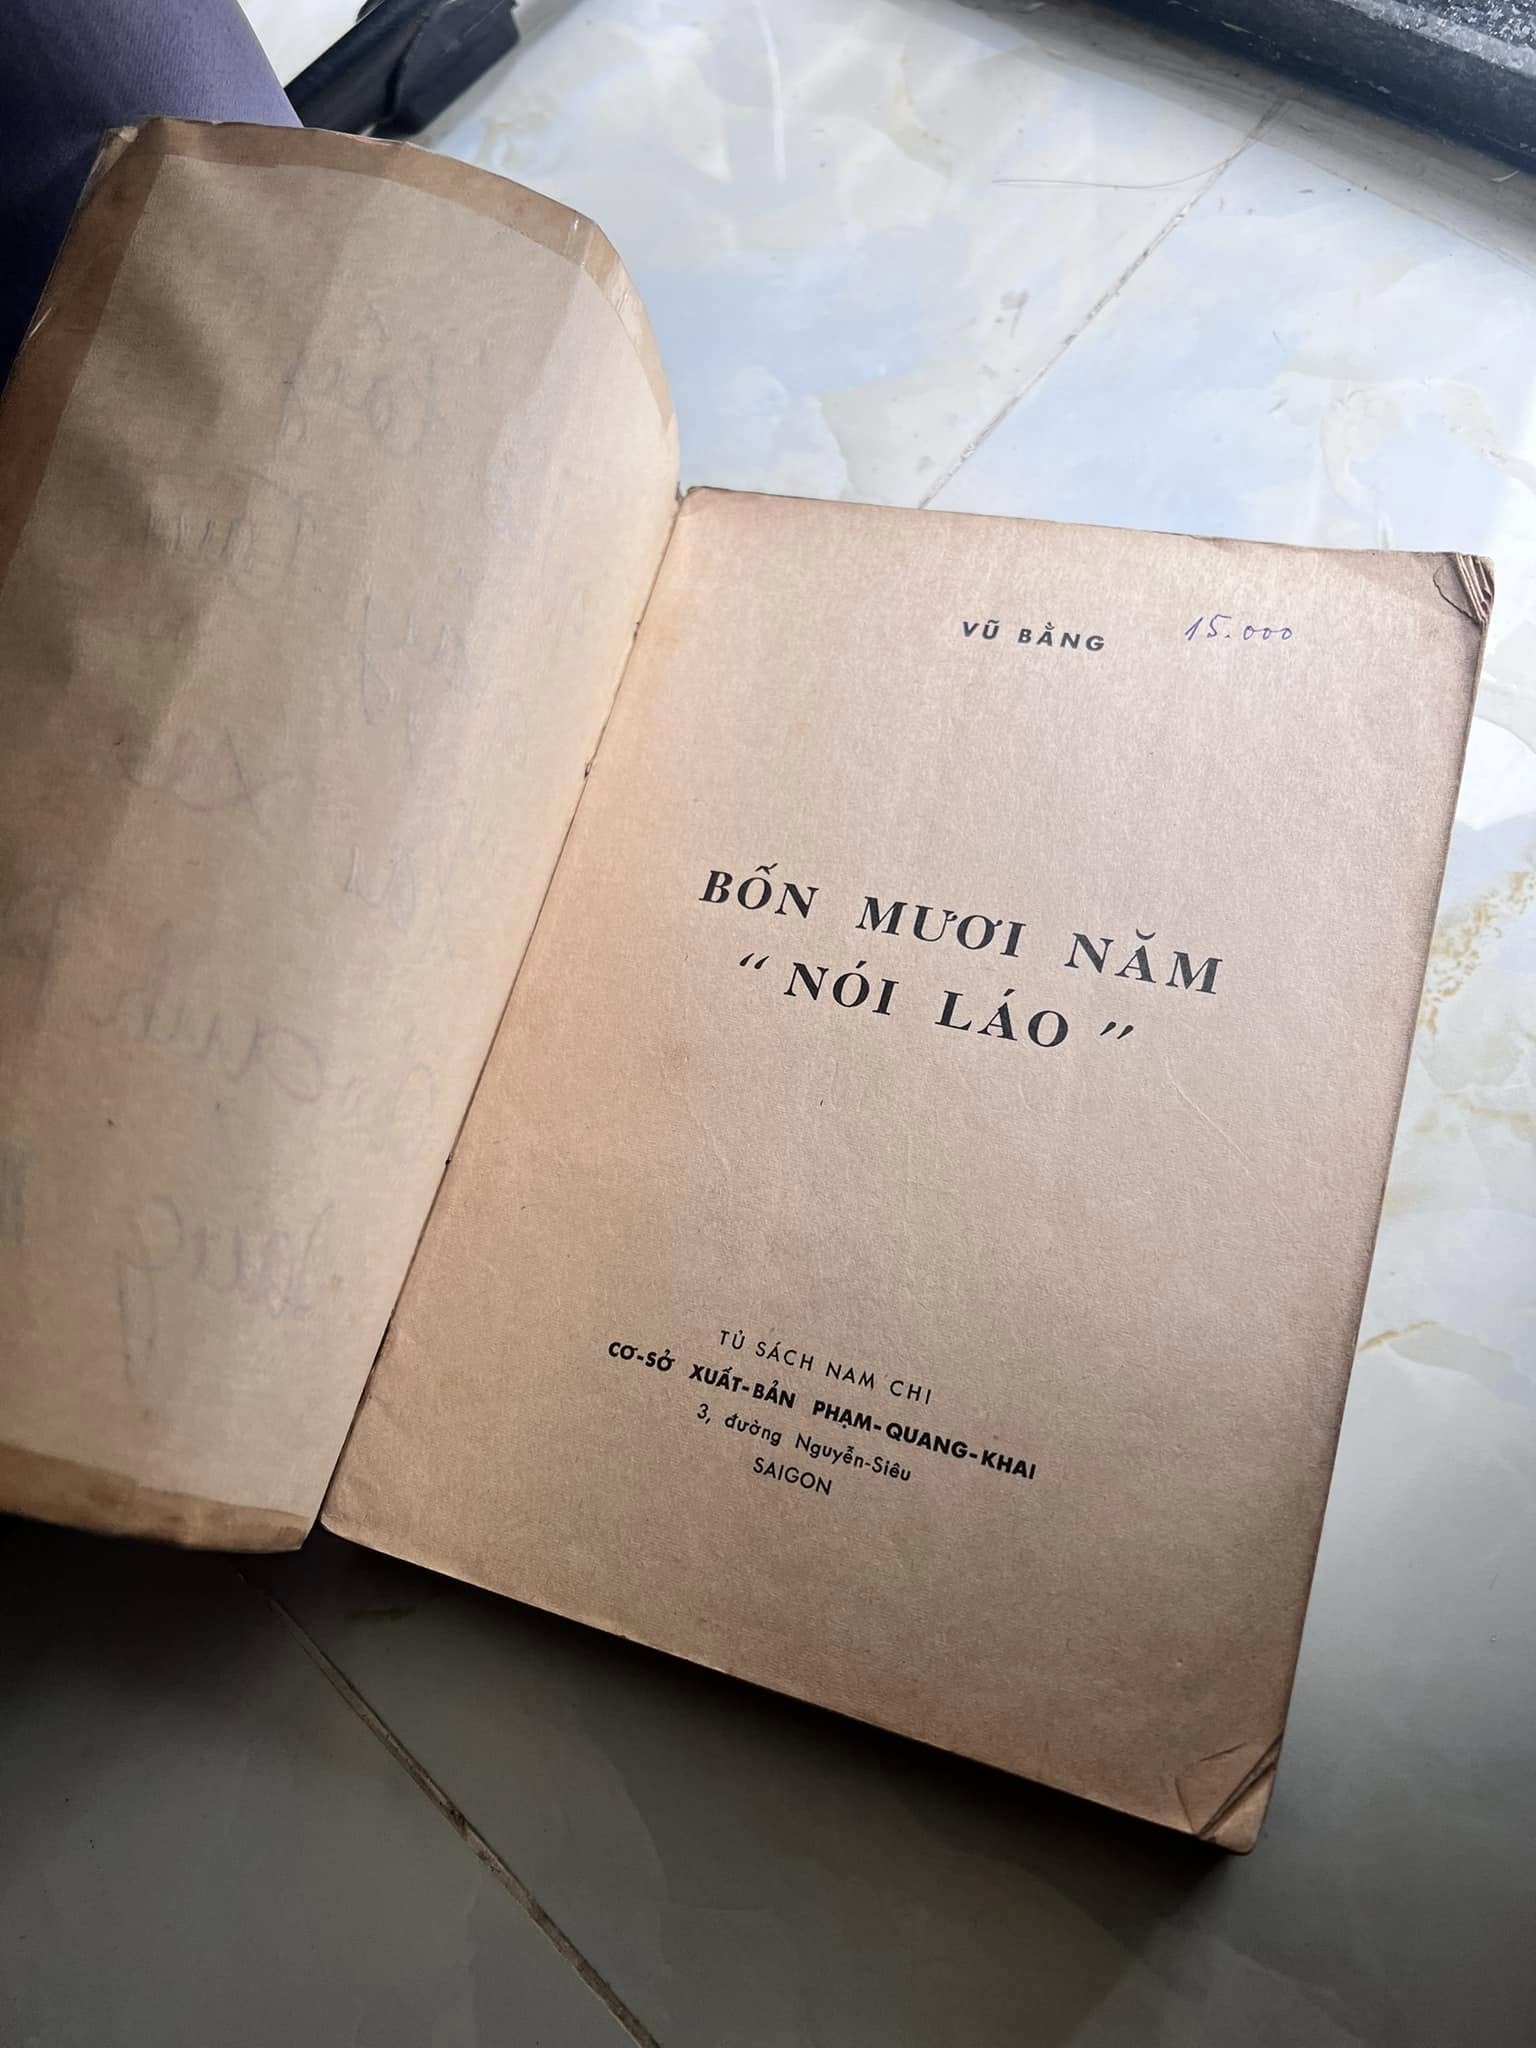 VŨ BẰNG 15.000
BỐN MƯƠI NĂM
“ NÓI LÁO ”
TỦ SÁCH NAM CHI
CƠ-SỞ XUẤT-BẢN PHẠM-QUANG-KHAI
3, đường Nguyễn-Siêu
SAIGON